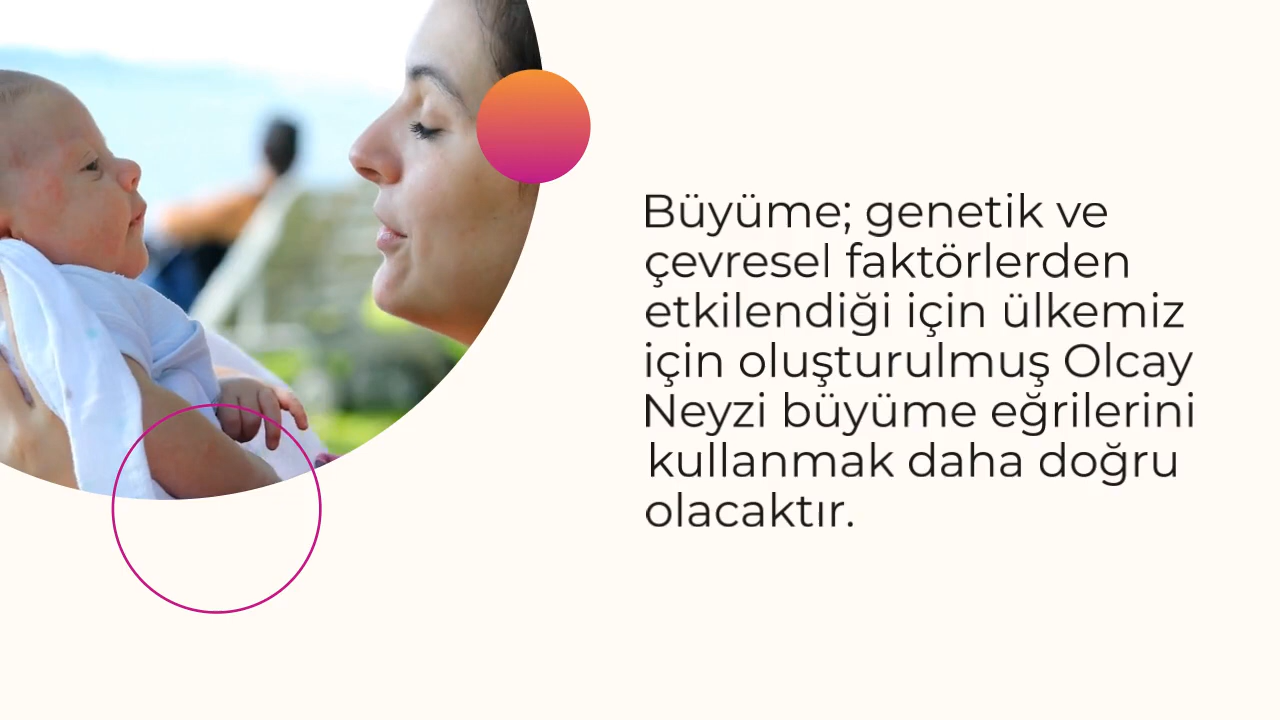 Büyüme; genetik ve
çevresel faktörlerden
etkilendiği için ülkemiz
için oluşturulmuş Olcay
Neyzi büyüme eğrilerini
kullanmak daha doğru
olacaktır.